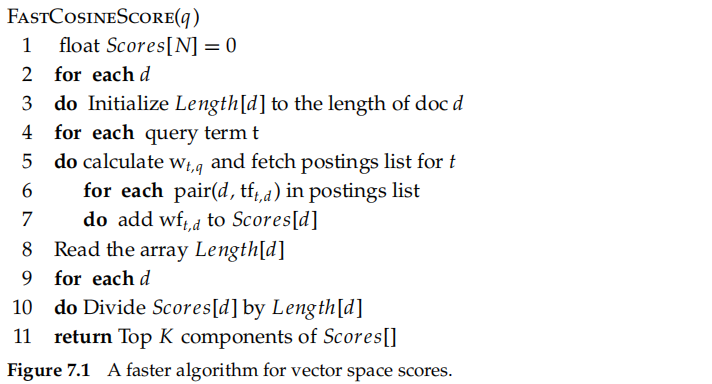 FASTCOSINESCORE(q)
1 float Scores[N] = 0
2 for each d
3 do Initialize Length[d] to the length of doc d
4 for each query term t
5 do calculate w_{t,q} and fetch postings list for t
6 for each pair(d, tf_{t,d}) in postings list
7 do add wf_{t,d} to Scores[d]
8 Read the array Length[d]
9 for each d
10 do Divide Scores[d] by Length[d]
11 return Top K components of Scores[]
Figure 7.1 A faster algorithm for vector space scores.